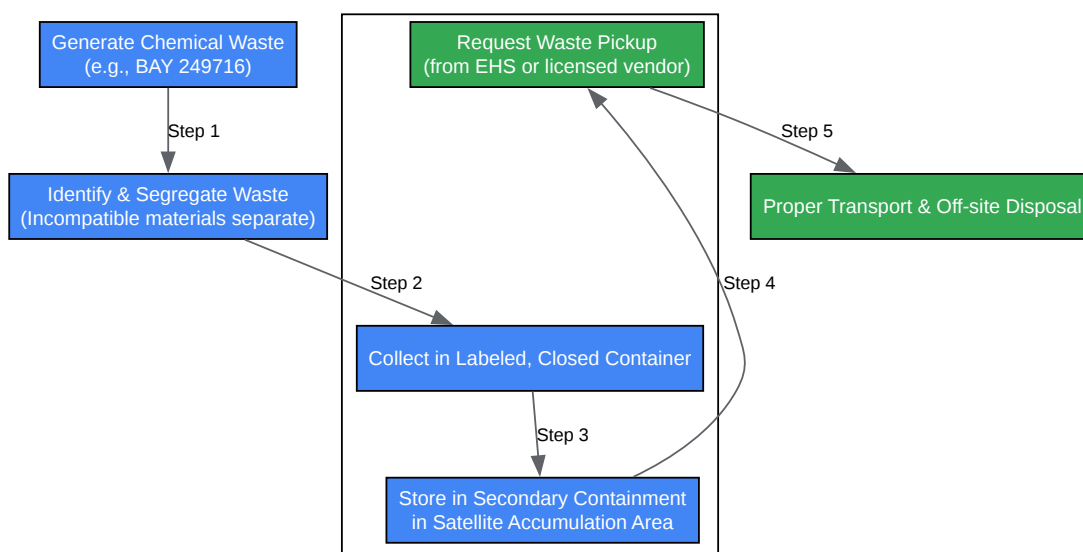 Generate Chemical Waste
(e.g., BAY 249716)
Request Waste Pickup
(from EHS or licensed vendor)
Step 1
Step 5
Identify & Segregate Waste
(Incompatible materials separate)
Proper Transport & Off-site Disposal
Step 2
Step 4
Collect in Labeled, Closed Container
Step 3
Store in Secondary Containment
in Satellite Accumulation Area